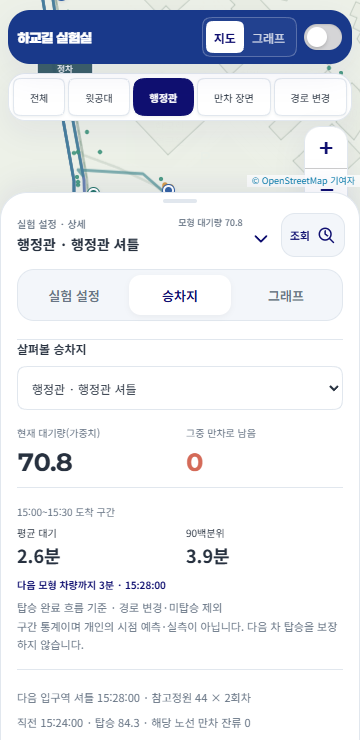 하교길 실험실
지도
그래프
정차
전체
윗공대
행정관
만차 장면
경로 변경
+
−
© OpenStreetMap 기여자
실험 설정 · 상세
모형 대기량 70.8
행정관 · 행정관 셔틀
조회
실험 설정
승차지
그래프
살펴볼 승차지
행정관 · 행정관 셔틀
현재 대기량(가중치)
그중 만차로 남음
70.8
0
15:00~15:30 도착 구간
평균 대기
90백분위
2.6분
3.9분
다음 모형 차량까지 3분 · 15:28:00
탑승 완료 흐름 기준 · 경로 변경·미탑승 제외
구간 통계이며 개인의 시점 예측·실측이 아닙니다. 다음 차 탑승을 보장
하지 않습니다.
다음 입구역 셔틀 15:28:00 · 참고정원 44 × 2회차
직전 15:24:00 · 탑승 84.3 · 해당 노선 만차 잔류 0